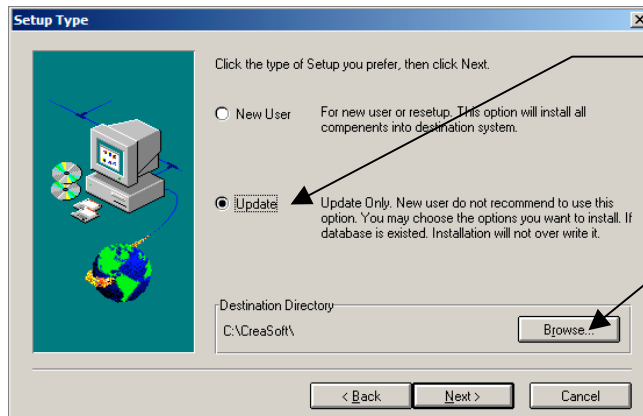 Setup Type
Click the type of Setup you prefer, then click Next.
New User
For new user or resetup. This option will install all
compenents into destination system.
Update
Update Only. New user do not recommend to use this
option. You may choose the options you want to install. If
database is existed. Installation will not over write it.
Destination Directory
C:\CreaSoft\
Browse...
< Back
Next >
Cancel